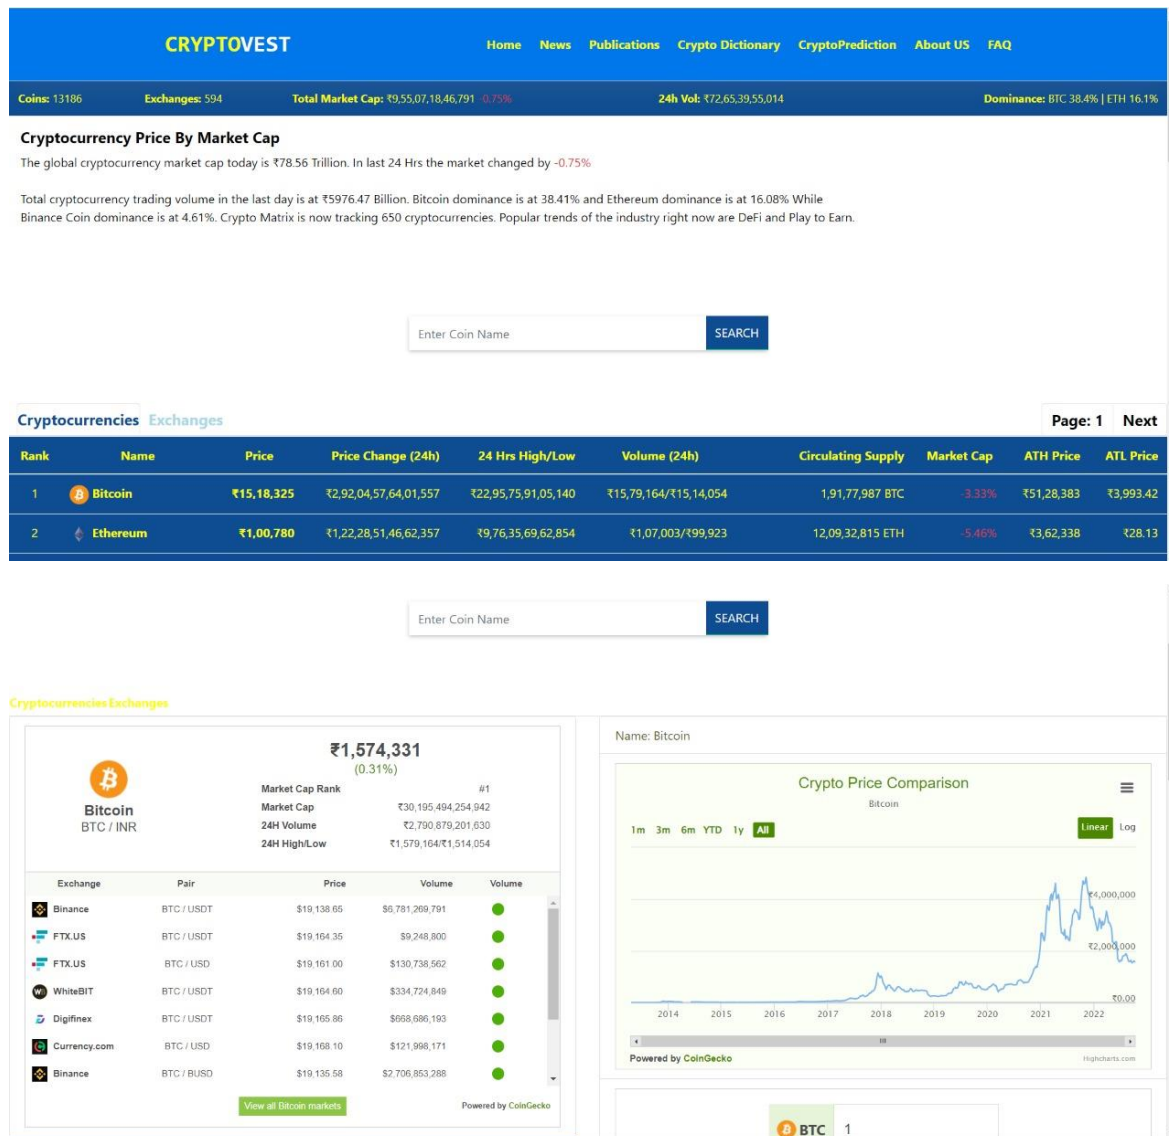 CRYPTOVEST
Home News Publications Crypto Dictionary CryptoPrediction About US FAQ
Coins: 13186 Exchanges: 594 Total Market Cap: ₹9,55,07,18,46,791 -0.75% 24h Vol: ₹72,65,39,55,014 Dominance: BTC 38.4% | ETH 16.1%
Cryptocurrency Price By Market Cap
The global cryptocurrency market cap today is ₹78.56 Trillion. In last 24 Hrs the market changed by -0.75%
Total cryptocurrency trading volume in the last day is at ₹5976.47 Billion. Bitcoin dominance is at 38.41% and Ethereum dominance is at 16.08% While
Binance Coin dominance is at 4.61%. Crypto Matrix is now tracking 650 cryptocurrencies. Popular trends of the industry right now are DeFi and Play to Earn.
Enter Coin Name SEARCH
Cryptocurrencies Exchanges Page: 1 Next
Rank Name Price Price Change (24h) 24 Hrs High/Low Volume (24h) Circulating Supply Market Cap ATH Price ATL Price
1 Bitcoin ₹15,18,325 ₹2,92,04,57,64,01,557 ₹22,95,75,91,05,140 ₹15,79,164/₹15,14,054 1,91,77,987 BTC -3.33% ₹51,28,383 ₹3,993.42
2 Ethereum ₹1,00,780 ₹1,22,28,51,46,62,357 ₹9,76,35,69,62,854 ₹1,07,003/₹99,923 12,09,32,815 ETH -5.46% ₹3,62,338 ₹28.13
Enter Coin Name SEARCH
Cryptocurrencies Exchanges
Bitcoin
BTC / INR
₹1,574,331
(0.31%)
Market Cap Rank #1
Market Cap ₹30,195,494,254,942
24H Volume ₹2,790,879,201,630
24H High/Low ₹1,579,164/₹1,514,054
Exchange Pair Price Volume Volume
Binance BTC / USDT $19,138.65 $6,781,269,791
FTX.US BTC / USDT $19,164.35 $9,248,800
FTX.US BTC / USD $19,161.00 $130,738,562
WhiteBIT BTC / USDT $19,164.60 $334,724,849
Digifinex BTC / USDT $19,165.86 $668,686,193
Currency.com BTC / USD $19,168.10 $121,998,171
Binance BTC / BUSD $19,135.58 $2,706,853,288
View all Bitcoin markets Powered by CoinGecko
Name: Bitcoin
Crypto Price Comparison
Bitcoin
1m 3m 6m YTD 1y All Linear Log
₹4,000,000
₹2,000,000
₹0.00
2014 2015 2016 2017 2018 2019 2020 2021 2022
Powered by CoinGecko Highcharts.com
BTC 1